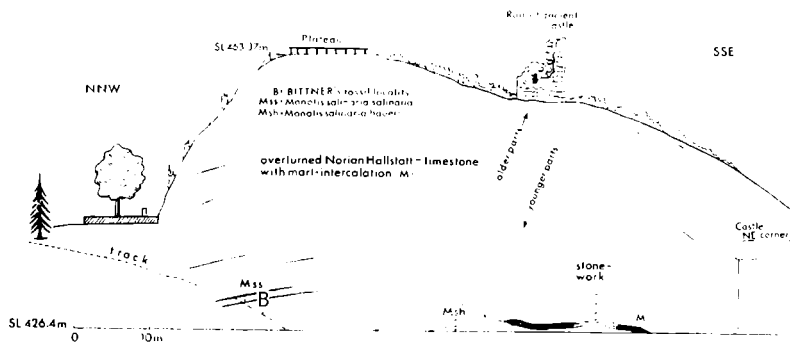 Ruin of ancient
castle
SL 463.37m
Plateau
SSE
NNW
B: BITTNER's fossil locality
Mss: Monotis salinaria salinaria
Msh: Monotis salinaria haueri
overturned Norian Hallstatt-limestone
with marl-intercalation M
older parts
younger parts
Castle
NE corner
track
stone-
work
Mss
B
Msh
M
SL 426.4m
0
10m